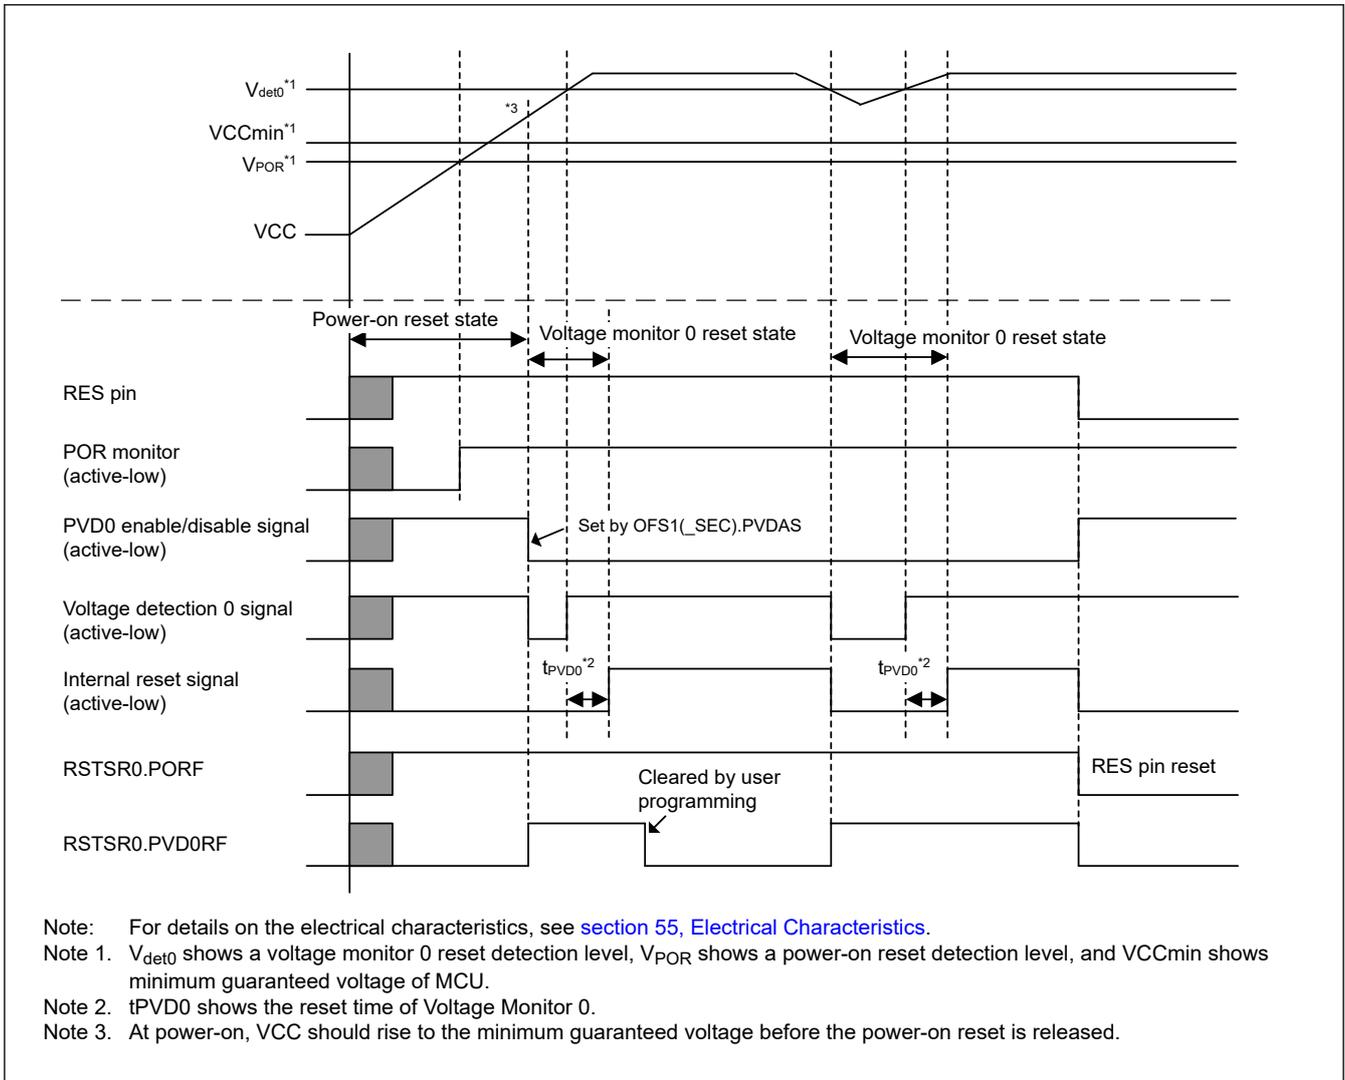 Vdet0*1
*3
VCCmin*1
VPOR*1
VCC
Power-on reset state
Voltage monitor 0 reset state
Voltage monitor 0 reset state
RES pin
POR monitor
(active-low)
PVD0 enable/disable signal
(active-low)
Set by OFS1(_SEC).PVDAS
Voltage detection 0 signal
(active-low)
tPVD0*2
tPVD0*2
Internal reset signal
(active-low)
RSTSR0.PORF
RES pin reset
Cleared by user
programming
RSTSR0.PVD0RF
Note: For details on the electrical characteristics, see section 55, Electrical Characteristics.
Note 1. Vdet0 shows a voltage monitor 0 reset detection level, VPOR shows a power-on reset detection level, and VCCmin shows
minimum guaranteed voltage of MCU.
Note 2. tPVD0 shows the reset time of Voltage Monitor 0.
Note 3. At power-on, VCC should rise to the minimum guaranteed voltage before the power-on reset is released.